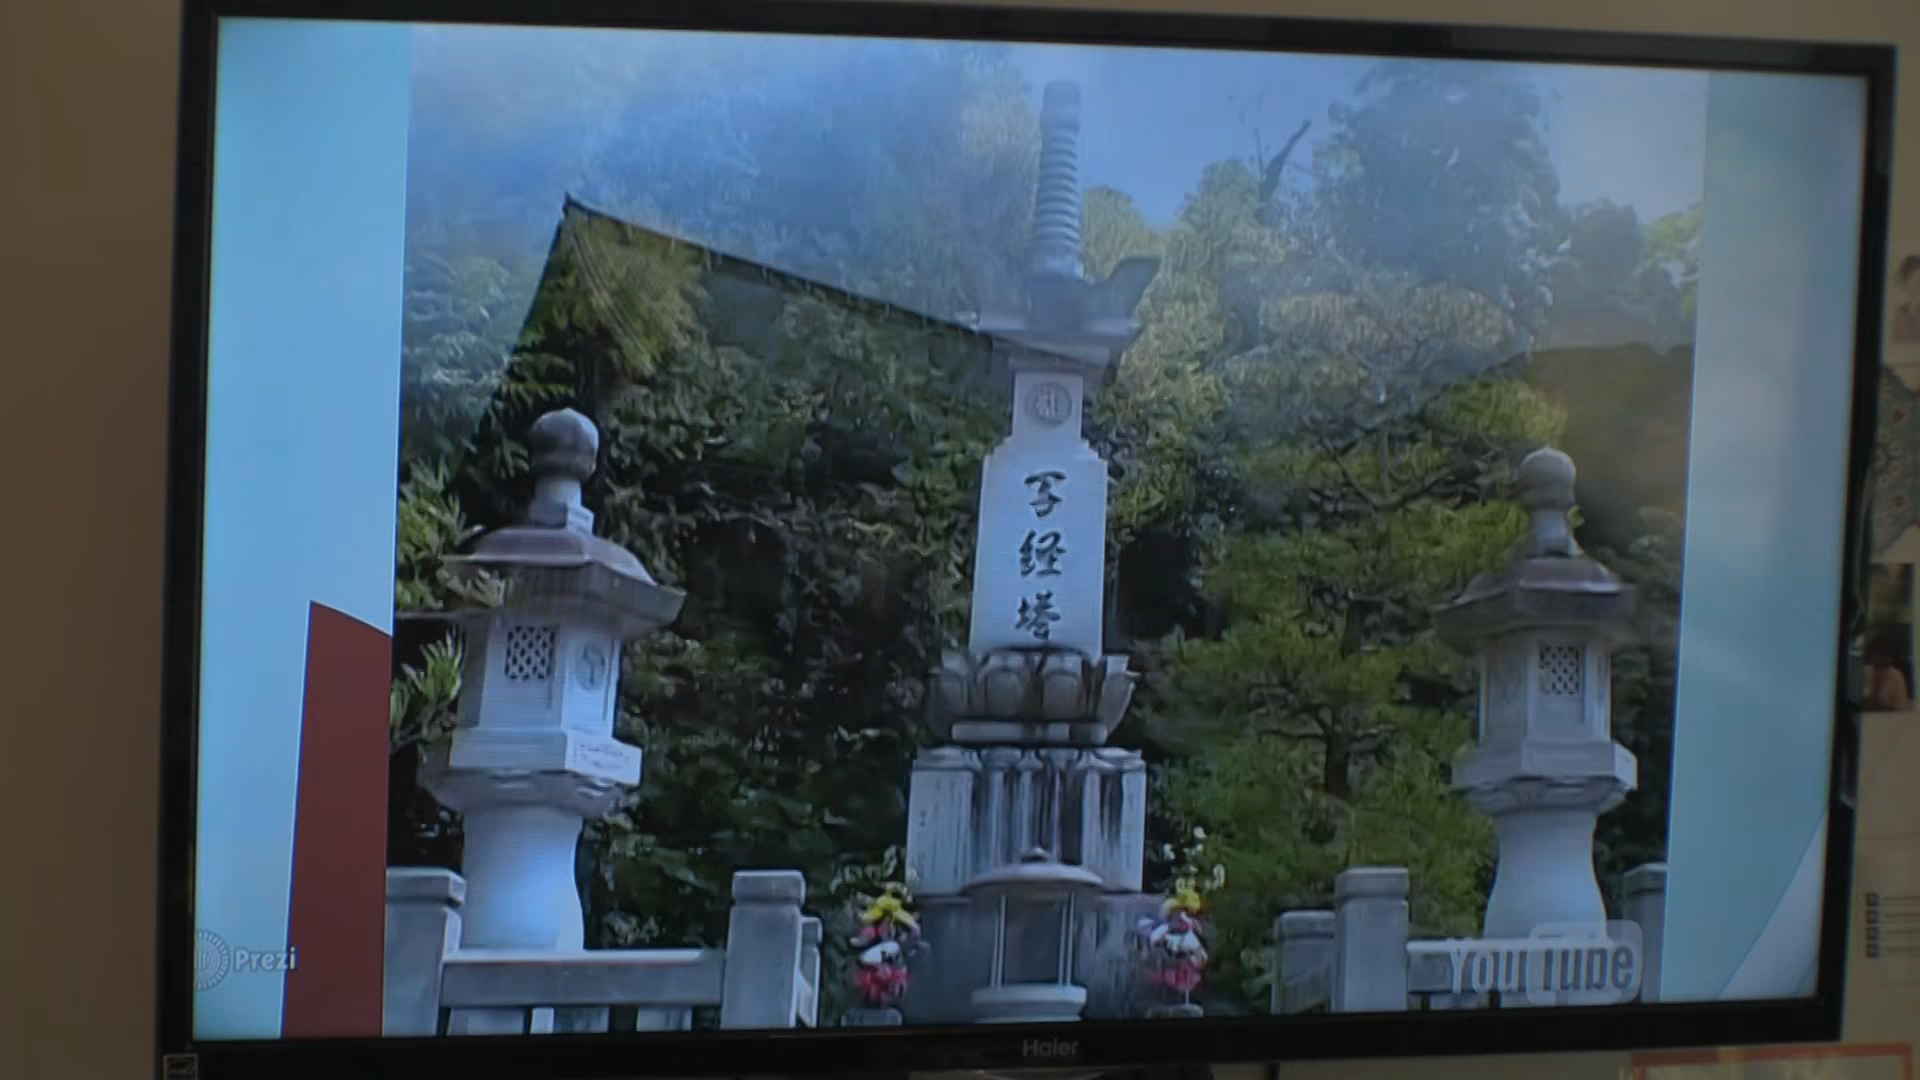 写
経
塔
Prezi
YouTube
Haier